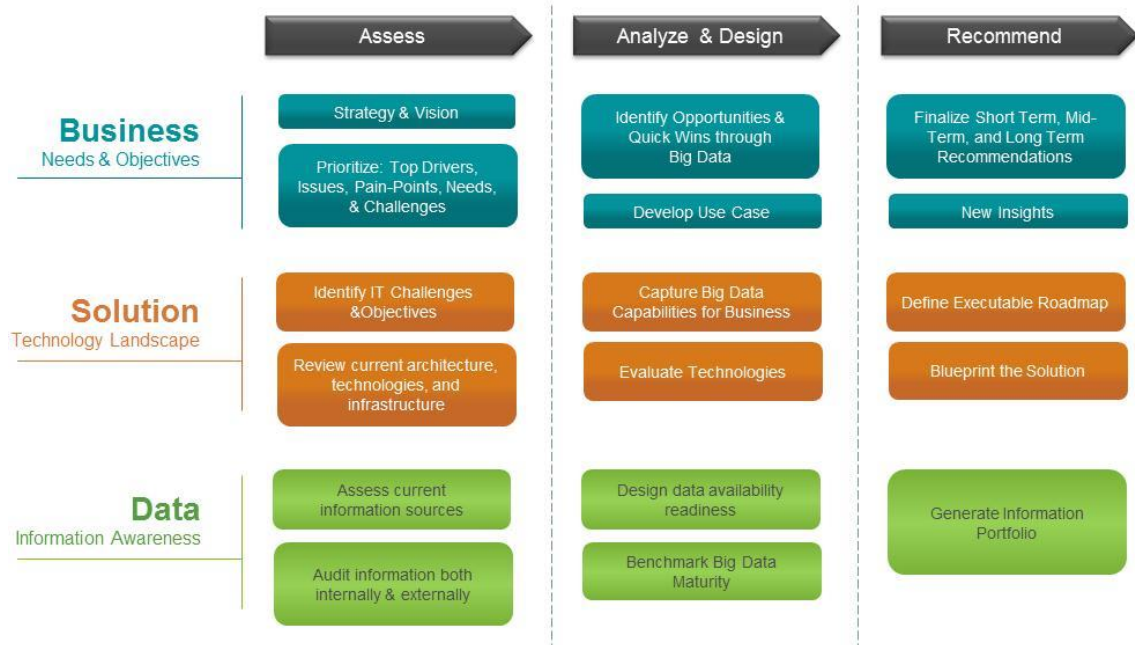 Assess
Analyze & Design
Recommend
Business
Needs & Objectives
Strategy & Vision
Prioritize: Top Drivers,
Issues, Pain-Points, Needs,
& Challenges
Identify Opportunities &
Quick Wins through
Big Data
Develop Use Case
Finalize Short Term, Mid-
Term, and Long Term
Recommendations
New Insights
Solution
Technology Landscape
Identify IT Challenges
&Objectives
Review current architecture,
technologies, and
infrastructure
Capture Big Data
Capabilities for Business
Evaluate Technologies
Define Executable Roadmap
Blueprint the Solution
Data
Information Awareness
Assess current
information sources
Audit information both
internally & externally
Design data availability
readiness
Benchmark Big Data
Maturity
Generate Information
Portfolio